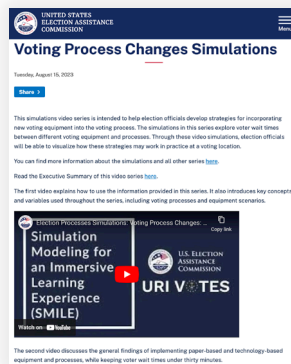 UNITED STATES
ELECTION ASSISTANCE
COMMISSION
Menu
Voting Process Changes Simulations
Tuesday, August 15, 2023
Share >
This simulations video series is intended to help election officials develop strategies for incorporating
new voting equipment into the voting process. The simulations in this series explore voter wait times
between different voting equipment and processes. Through these video simulations, election officials
will be able to visualize how these strategies may work in practice at a voting location.
You can find more information about the simulations and all other series here.
Read the Executive Summary of this video series here.
The first video explains how to use the information provided in this series. It also introduces key concepts
and variables used throughout the series, including voting processes and equipment scenarios.
Election Processes Simulations: Voting Process Changes: ...
Copy link
Simulation
Modeling for
an Immersive
Learning
Experience
(SMILE)
U.S. ELECTION
ASSISTANCE
COMMISSION
URI VOTES
Watch on YouTube
The second video discusses the general findings of implementing paper-based and technology-based
equipment and processes, while keeping voter wait times under thirty minutes.